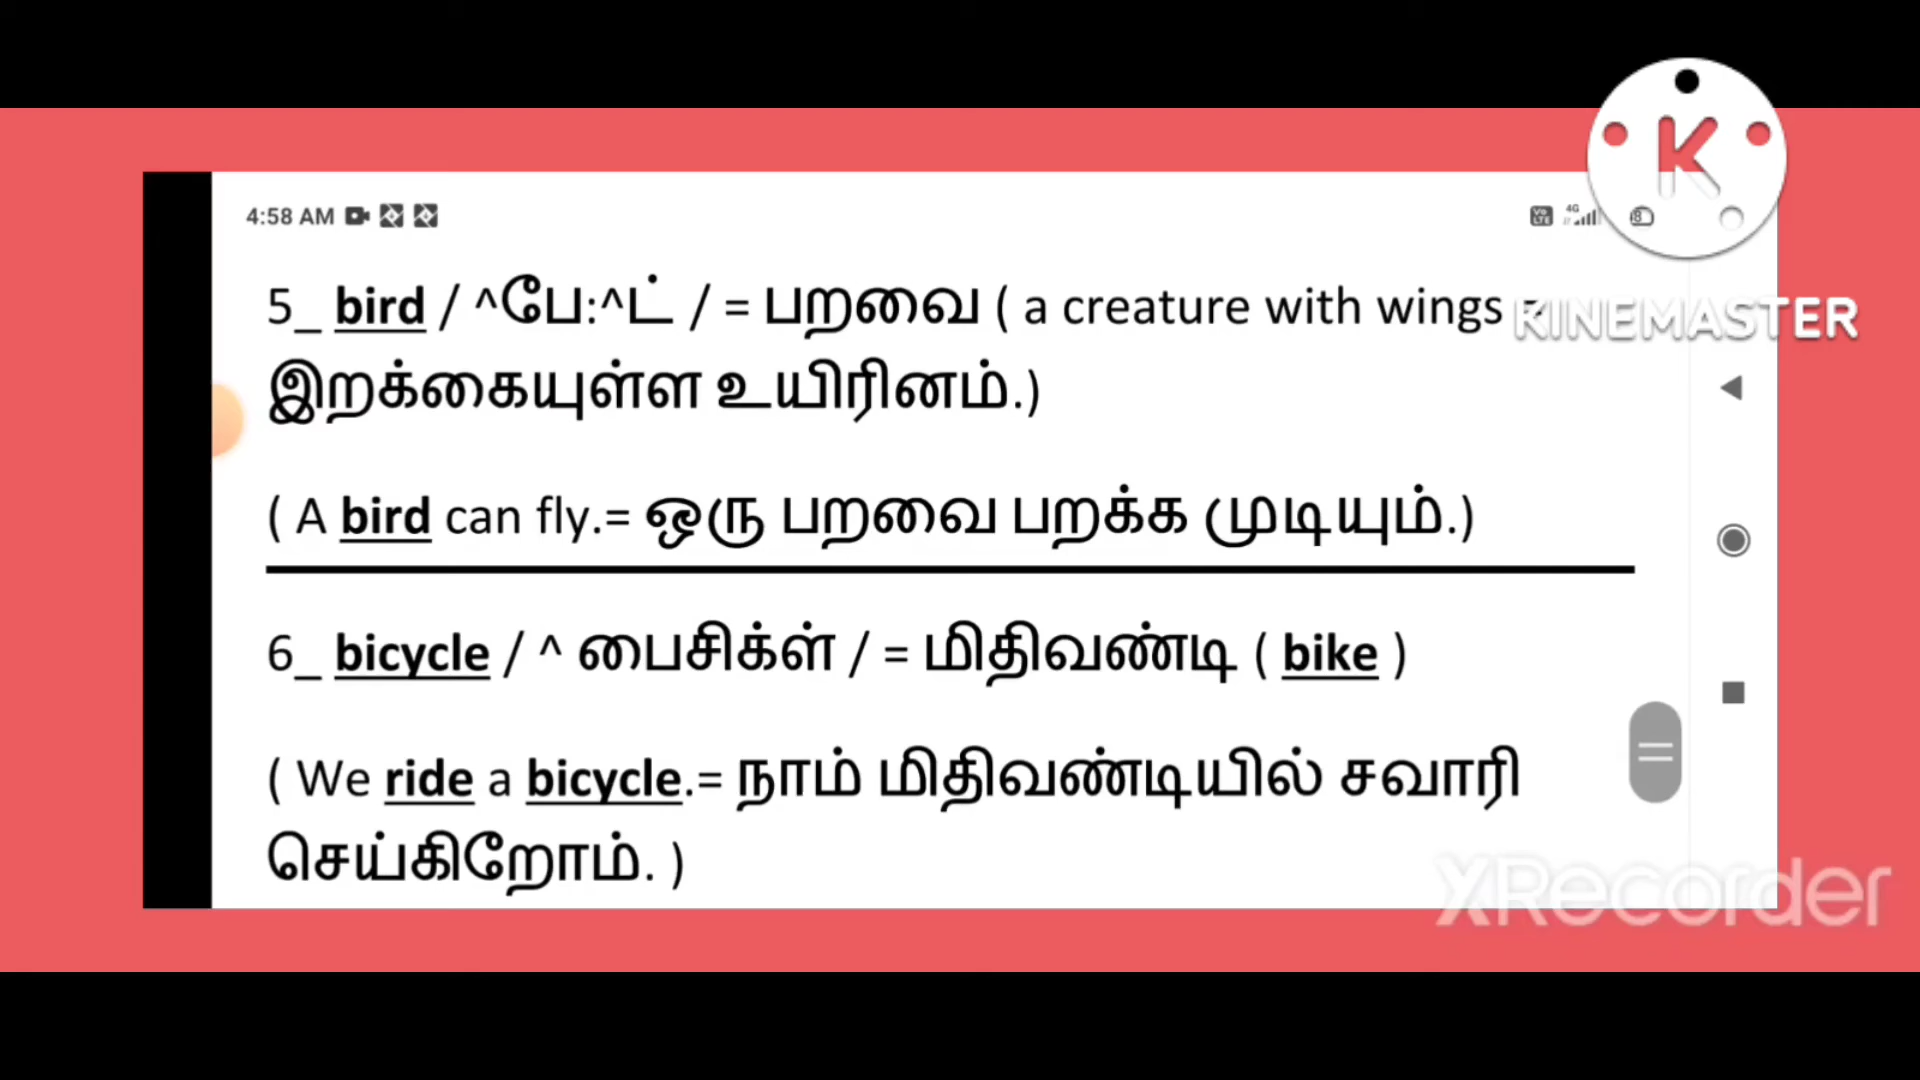 4:58 AM
4G
KINEMASTER
5_ bird / ^பே:^ட் / = பறவை ( a creature with wings =
இறக்கையுள்ள உயிரினம்.)
( A bird can fly.= ஒரு பறவை பறக்க முடியும்.)
6_ bicycle / ^ பைசிக்ள் / = மிதிவண்டி ( bike )
( We ride a bicycle.= நாம் மிதிவண்டியில் சவாரி
செய்கிறோம். )
XRecorder